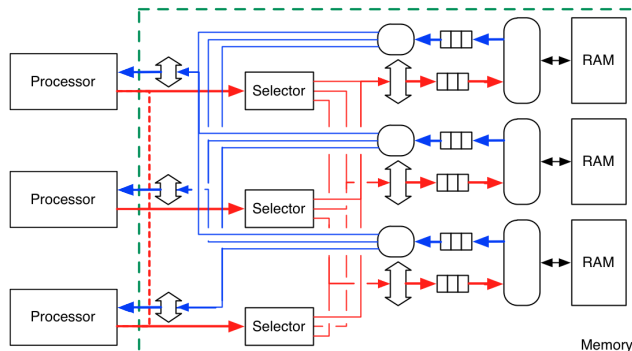 Processor
Selector
RAM
Processor
Selector
RAM
Processor
Selector
RAM
Memory